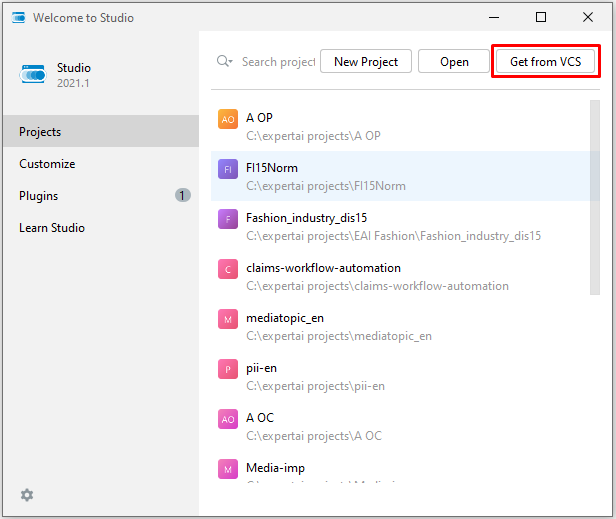 Welcome to Studio
Studio
2021.1
Projects
Customize
Plugins
1
Learn Studio
Search project
New Project
Open
Get from VCS
AO
A OP
C:\expertai projects\A OP
FI
FI15Norm
C:\expertai projects\FI15Norm
F
Fashion_industry_dis15
C:\expertai projects\EAI Fashion\Fashion_industry_dis15
C
claims-workflow-automation
C:\expertai projects\claims-workflow-automation
M
mediatopic_en
C:\expertai projects\mediatopic_en
P
pii-en
C:\expertai projects\pii-en
AO
A OC
C:\expertai projects\A OC
M
Media-imp